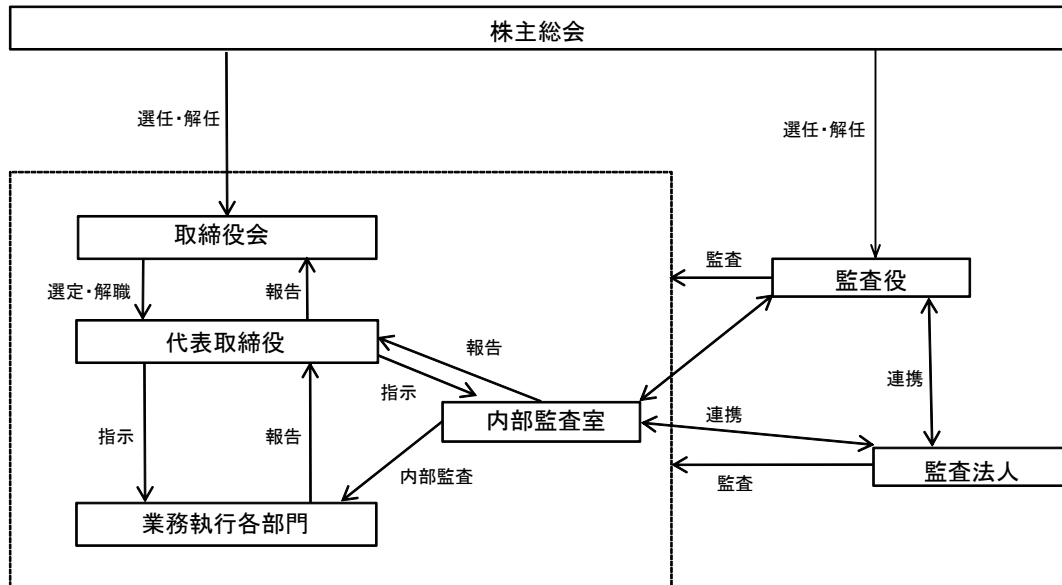 株主総会
選任・解任
選任・解任
取締役会
監査
監査役
選定・解職
報告
代表取締役
報告
指示
連携
内部監査室
連携
指示
報告
内部監査
監査
監査法人
業務執行各部門